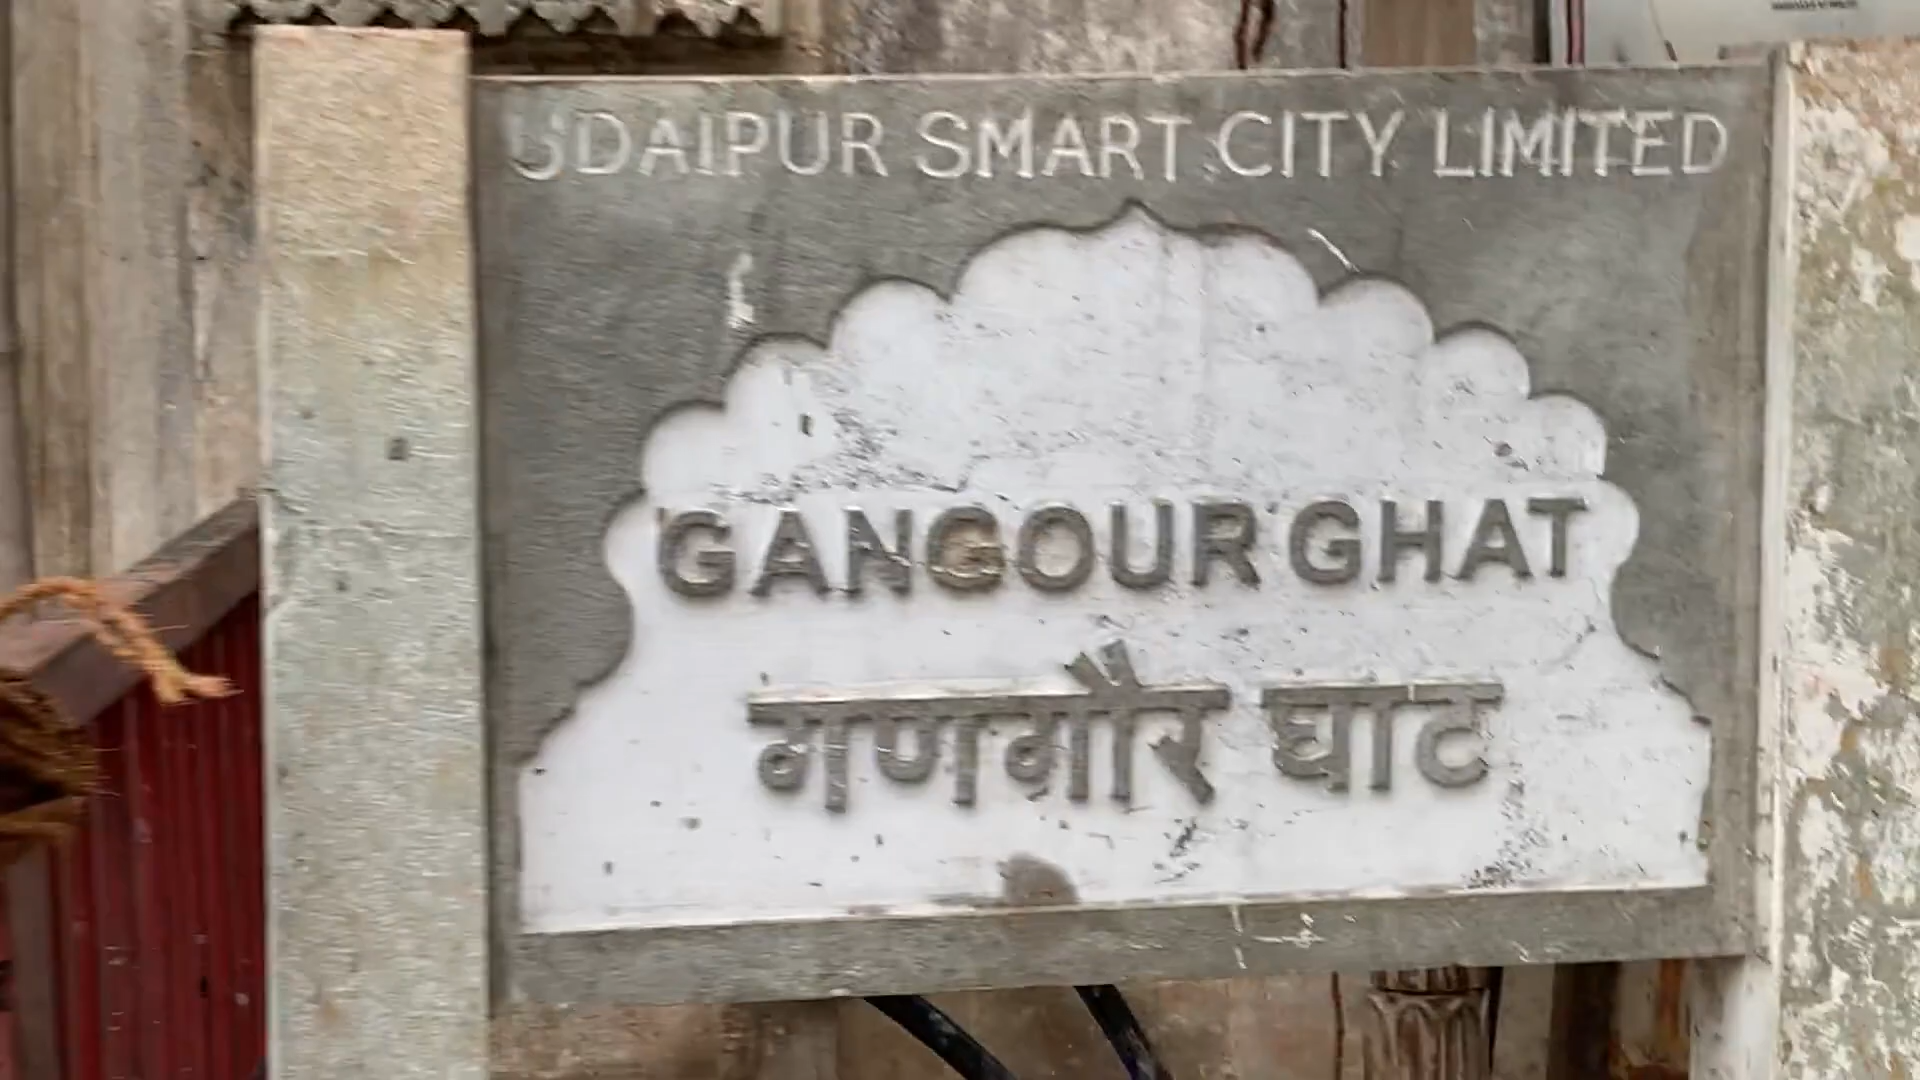 UDAIPUR SMART CITY LIMITED
GANGOUR GHAT
गणगौर घाट